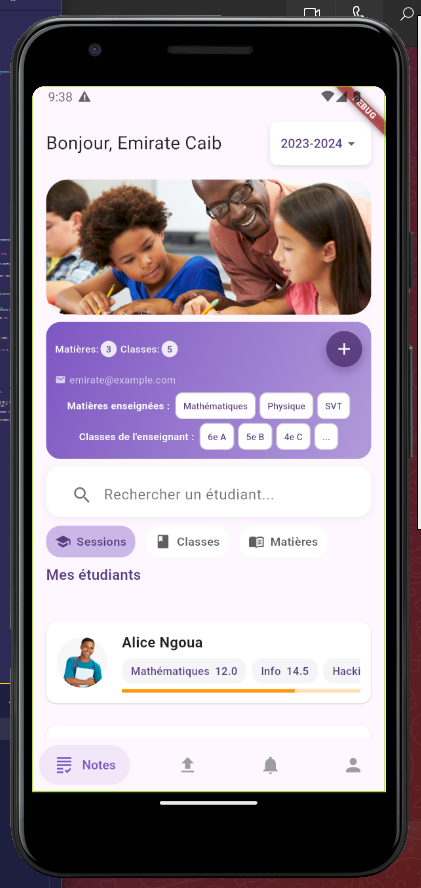 9:38
Bonjour, Emirate Caib
2023-2024
Matières: 3 Classes: 5
+
emirate@example.com
Matières enseignées : Mathématiques Physique SVT
Classes de l'enseignant : 6e A 5e B 4e C ...
Rechercher un étudiant...
Sessions Classes Matières
Mes étudiants
Alice Ngoua
Mathématiques 12.0 Info 14.5 Hacki
Notes